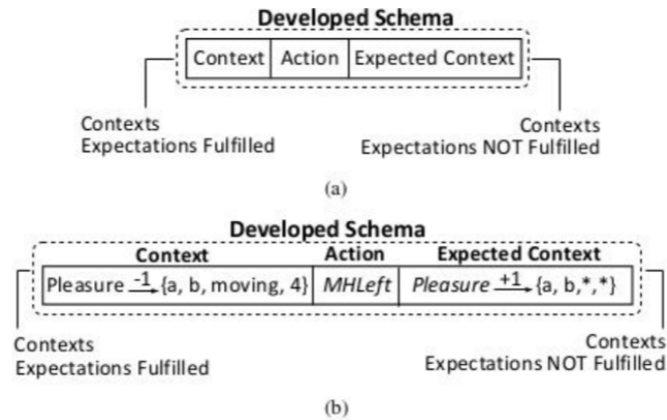 Developed Schema
Context Action Expected Context
Contexts
Expectations Fulfilled
Contexts
Expectations NOT Fulfilled
(a)
Developed Schema
Context Action Expected Context
Pleasure -1 {a, b, moving, 4} MHLeft Pleasure +1 {a, b,*,*}
Contexts
Expectations Fulfilled
Contexts
Expectations NOT Fulfilled
(b)